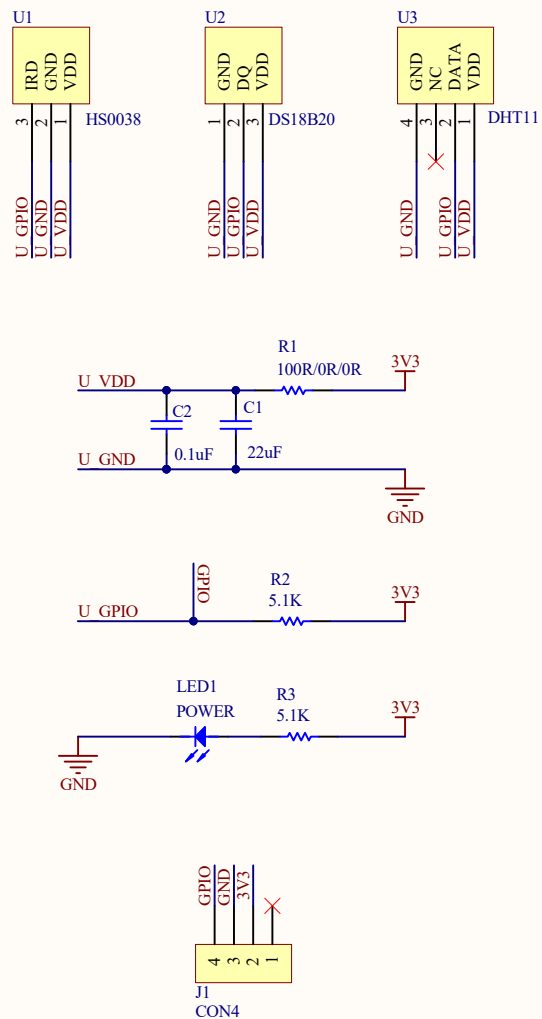 U1
U2
U3
IRD
GND
VDD
GND
DQ
VDD
GND
NC
DATA
VDD
3
2
1
1
2
3
4
3
2
1
HS0038
DS18B20
DHT11
U_GPIO
U_GND
U_VDD
U_GND
U_GPIO
U_VDD
U_GND
U_GPIO
U_VDD
R1
100R/0R/0R
3V3
U_VDD
C2
C1
0.1uF
22uF
U_GND
GND
GPIO
R2
5.1K
3V3
U_GPIO
LED1
POWER
R3
5.1K
3V3
GND
GPIO
GND
3V3
4
3
2
1
J1
CON4